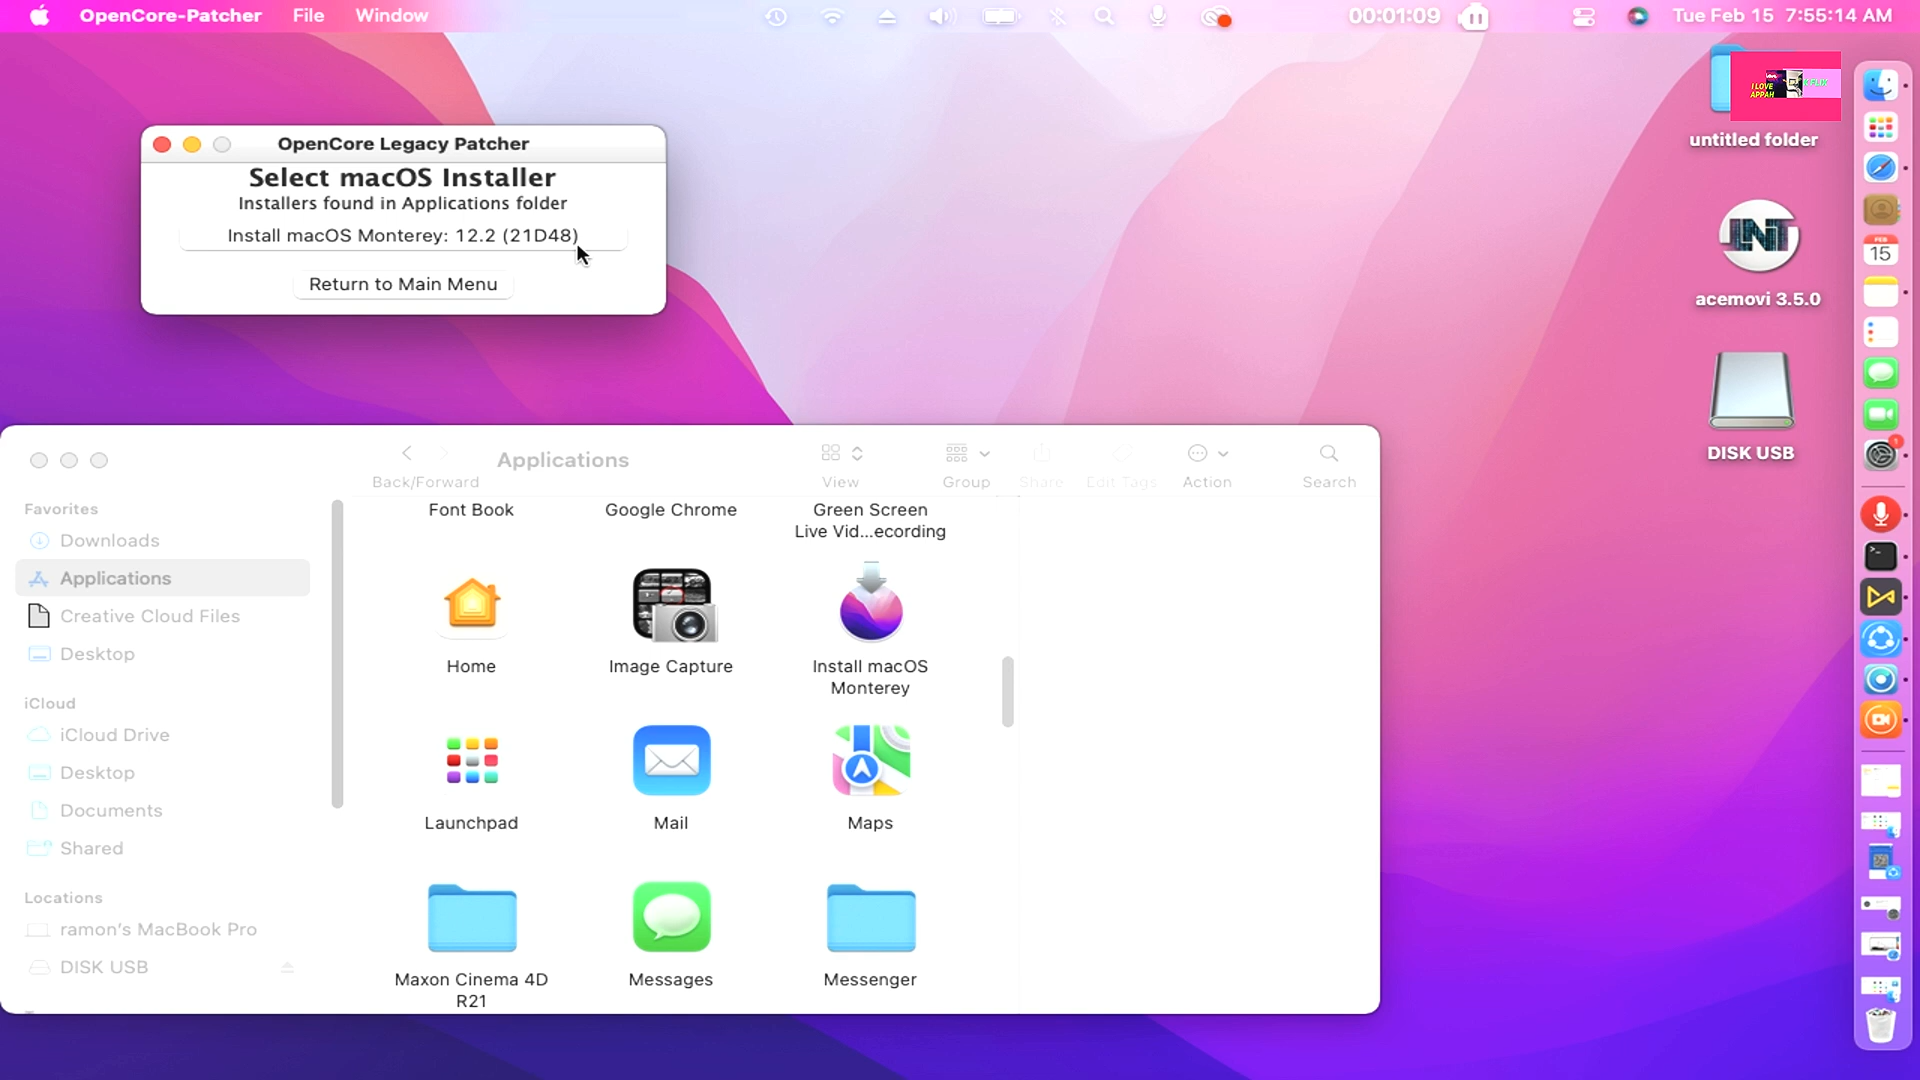 OpenCore-Patcher File Window
00:01:09
Tue Feb 15 7:55:14 AM
OpenCore Legacy Patcher
Select macOS Installer
Installers found in Applications folder
Install macOS Monterey: 12.2 (21D48)
Return to Main Menu
I LOVE
APPAH
untitled folder
acemovi 3.5.0
DISK USB
FEB
15
1
Applications
Back/Forward
View
Group
Share
Edit Tags
Action
Search
Favorites
Downloads
Applications
Creative Cloud Files
Desktop
iCloud
iCloud Drive
Desktop
Documents
Shared
Locations
ramon's MacBook Pro
DISK USB
Font Book
Google Chrome
Green Screen
Live Vid...ecording
Home
Image Capture
Install macOS
Monterey
Launchpad
Mail
Maps
Maxon Cinema 4D
R21
Messages
Messenger